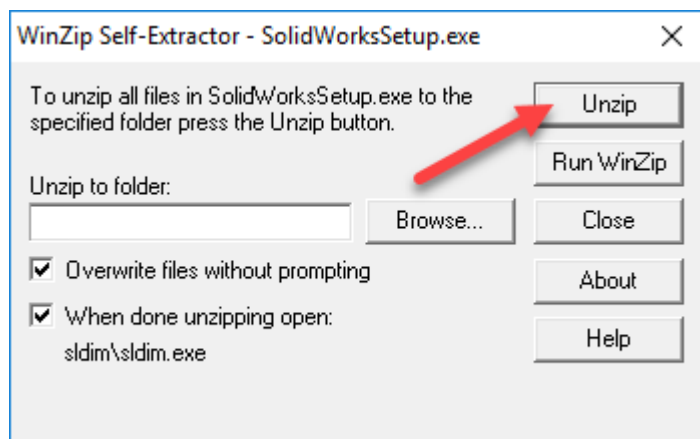 WinZip Self-Extractor - SolidWorksSetup.exe
To unzip all files in SolidWorksSetup.exe to the
specified folder press the Unzip button.
Unzip
Run WinZip
Unzip to folder:
Browse...
Close
Overwrite files without prompting
About
When done unzipping open:
sldim\sldim.exe
Help